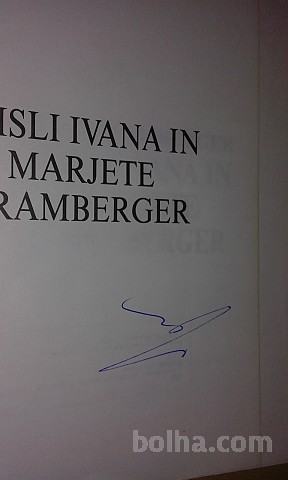 ISLI IVANA IN
MARJETE
RAMBERGER
bolha.com